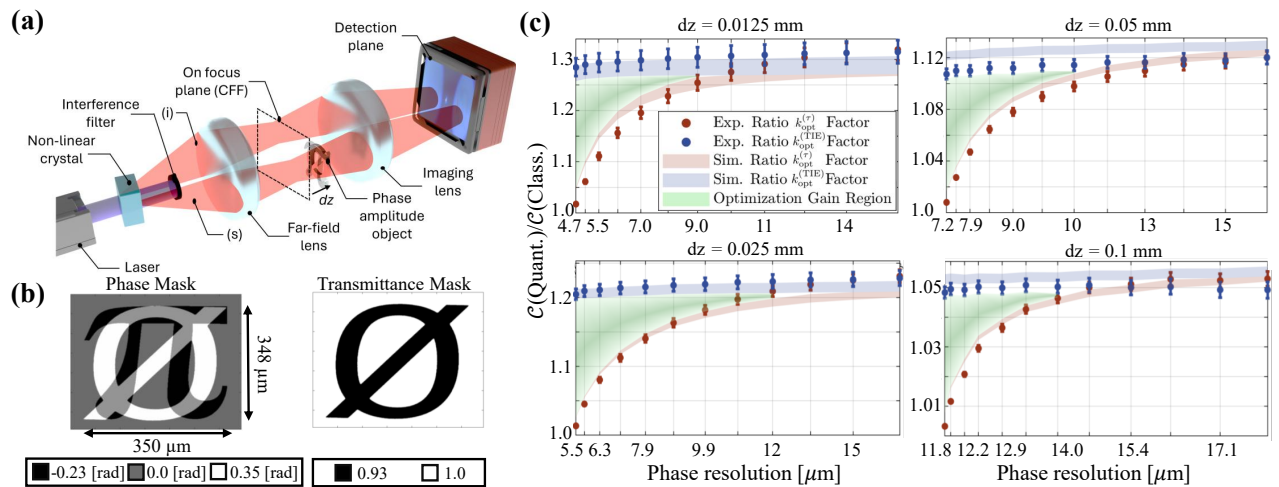 (a)
Detection
plane
On focus
plane (CFF)
Interference
filter
(i)
Non-linear
crystal
(s)
Laser
Far-field
lens
dz
Phase
amplitude
object
Imaging
lens
(b)
Phase Mask
Transmittance Mask
348 μm
350 μm
-0.23 [rad] 0.0 [rad] 0.35 [rad]
0.93 1.0
(c)
C(Quant.)/C(Class.)
dz = 0.0125 mm
1.3
1.2
1.1
1.0
4.7 5.5 7.0 9.0 11 14
Exp. Ratio k_opt^(τ) Factor
Exp. Ratio k_opt^(TIE) Factor
Sim. Ratio k_opt^(τ) Factor
Sim. Ratio k_opt^(TIE) Factor
Optimization Gain Region
dz = 0.05 mm
1.12
1.08
1.04
1.0
7.2 7.9 9.0 10 13 15
dz = 0.025 mm
1.2
1.1
1.0
5.5 6.3 7.9 9.9 12 15
Phase resolution [μm]
dz = 0.1 mm
1.05
1.03
1.01
11.8 12.2 12.9 14.0 15.4 17.1
Phase resolution [μm]